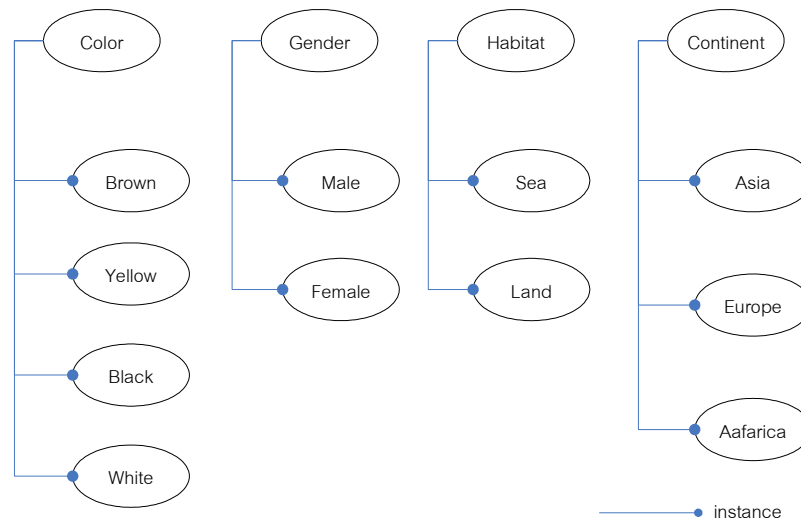 Color
Gender
Habitat
Continent
Brown
Male
Sea
Asia
Yellow
Female
Land
Europe
Black
Aafarica
White
instance